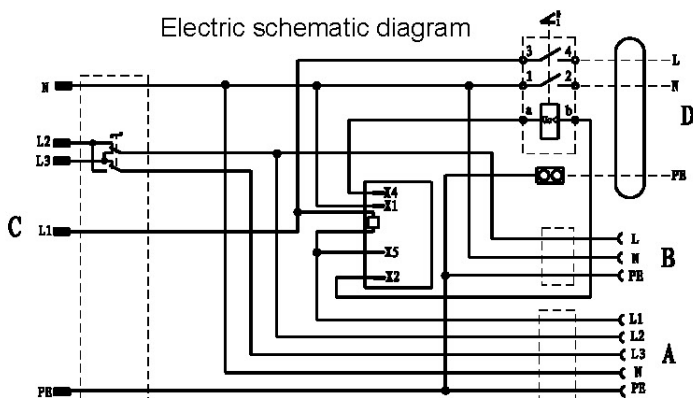 Electric schematic diagram
3 4
L
N
1 2
N
D
a b
L2
L3
PE
X4
X1
C
L1
L
X5
N
B
X2
PE
L1
L2
L3
A
N
PE
PE